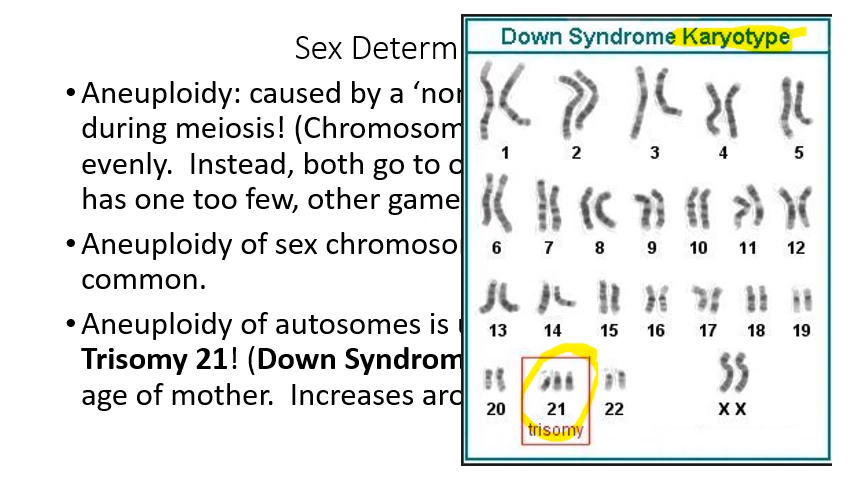 Sex Determ
• Aneuploidy: caused by a ‘nor
during meiosis! (Chromosom
evenly. Instead, both go to o
has one too few, other game
• Aneuploidy of sex chromoso
common.
• Aneuploidy of autosomes is
Trisomy 21! (Down Syndrom
age of mother. Increases aro
Down Syndrome Karyotype
1 2 3 4 5
6 7 8 9 10 11 12
13 14 15 16 17 18 19
20 21 22 X X
trisomy